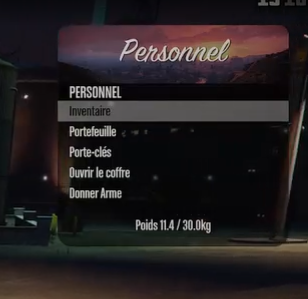 Personnel
PERSONNEL
Inventaire
Portefeuille
Porte-clés
Ouvrir le coffre
Donner Arme
Poids 11.4 / 30.0kg